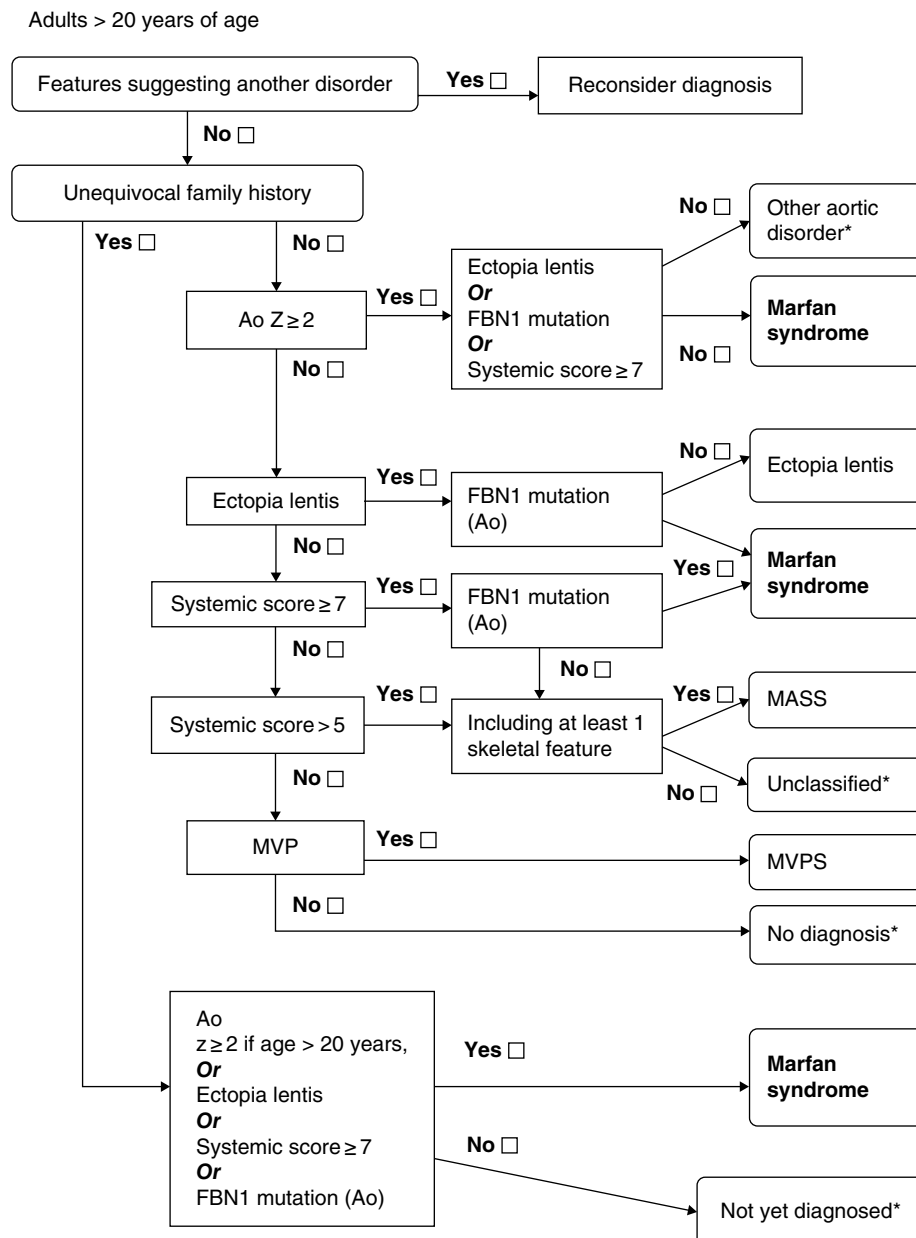 Adults > 20 years of age
Features suggesting another disorder
Yes □
Reconsider diagnosis
No □
Unequivocal family history
Yes □
No □
Ao Z ≥ 2
Yes □
Ectopia lentis
Or
FBN1 mutation
Or
Systemic score ≥ 7
No □
Other aortic
disorder*
No □
Marfan
syndrome
No □
Ectopia lentis
Yes □
FBN1 mutation
(Ao)
No □
Ectopia lentis
Marfan
syndrome
No □
Systemic score ≥ 7
Yes □
FBN1 mutation
(Ao)
Yes □
No □
No □
Systemic score > 5
Yes □
Including at least 1
skeletal feature
Yes □
MASS
No □
Unclassified*
No □
MVP
Yes □
MVPS
No □
No diagnosis*
Ao
z ≥ 2 if age > 20 years,
Or
Ectopia lentis
Or
Systemic score ≥ 7
Or
FBN1 mutation (Ao)
Yes □
Marfan
syndrome
No □
Not yet diagnosed*